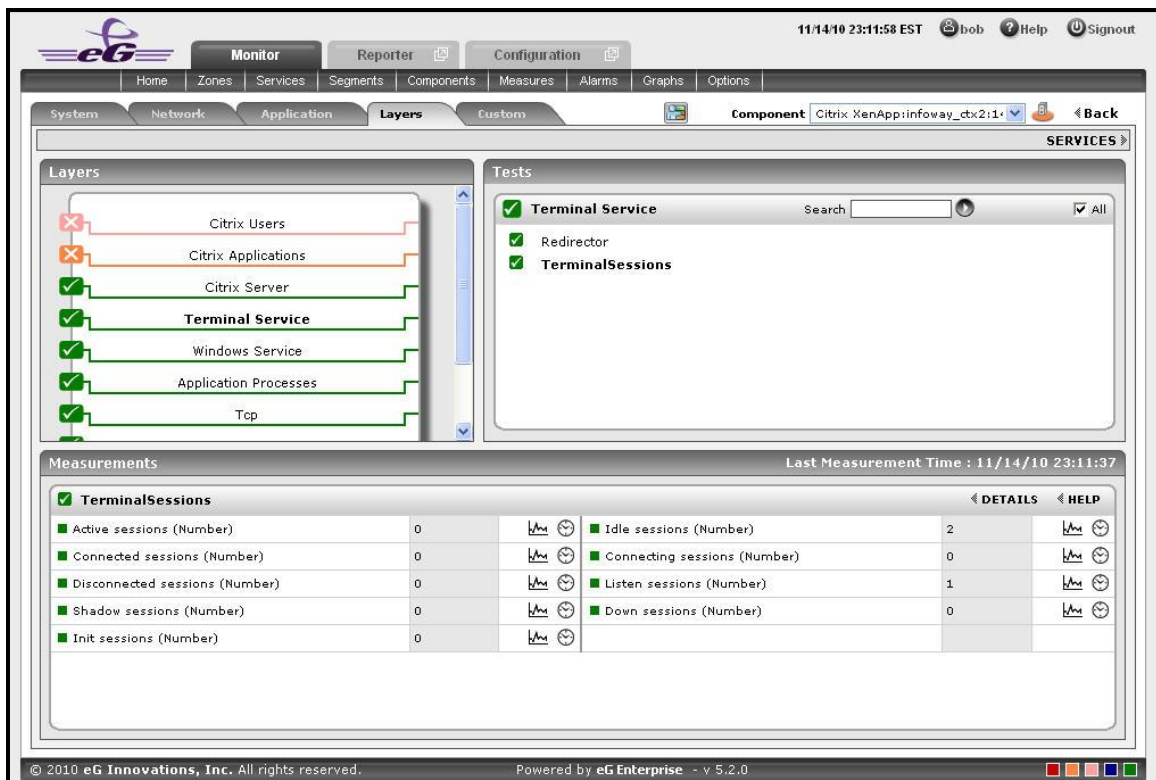 11/14/10 23:11:58 EST bob Help Signout
eG
Monitor Reporter Configuration
Home Zones Services Segments Components Measures Alarms Graphs Options
System Network Application Layers Custom Component Citrix XenApp:infoway_ctx2:1 Back
SERVICES
Layers
Citrix Users
Citrix Applications
Citrix Server
Terminal Service
Windows Service
Application Processes
Tcp
Tests
Terminal Service Search All
Redirector
TerminalSessions
Measurements Last Measurement Time : 11/14/10 23:11:37
TerminalSessions DETAILS HELP
Active sessions (Number) 0 Idle sessions (Number) 2
Connected sessions (Number) 0 Connecting sessions (Number) 0
Disconnected sessions (Number) 0 Listen sessions (Number) 1
Shadow sessions (Number) 0 Down sessions (Number) 0
Init sessions (Number) 0
© 2010 eG Innovations, Inc. All rights reserved. Powered by eG Enterprise - v 5.2.0